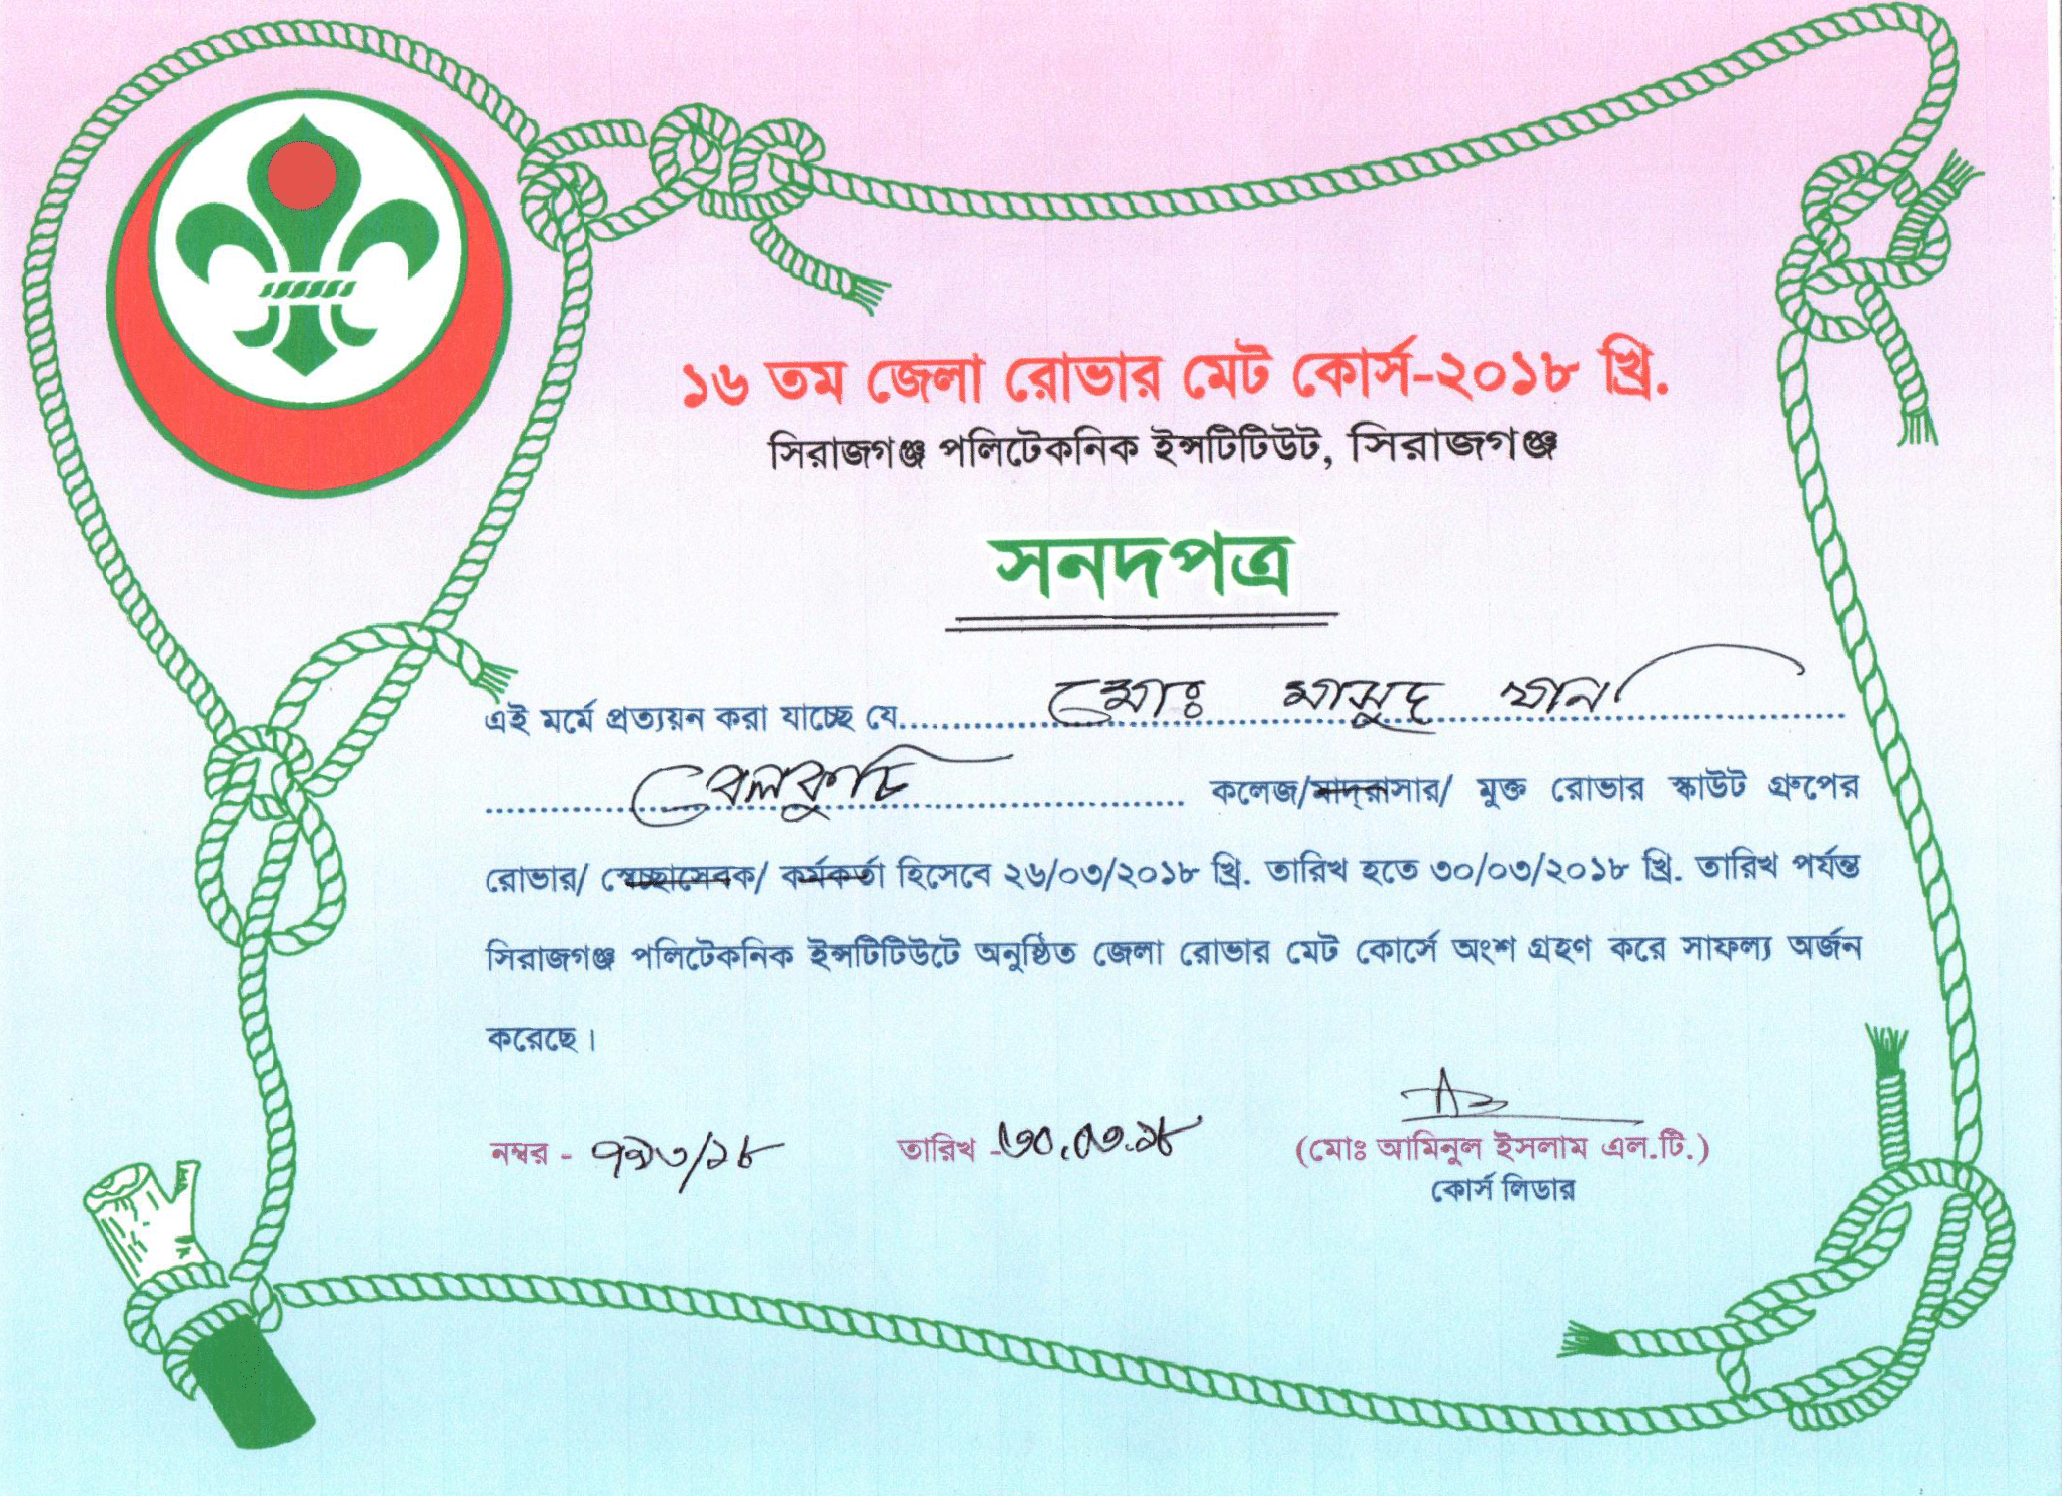 ১৬ তম জেলা রোভার মেট কোর্স-২০১৮ খ্রি.
সিরাজগঞ্জ পলিটেকনিক ইন্সটিটিউট, সিরাজগঞ্জ
সনদপত্র
এই মর্মে প্রত্যয়ন করা যাচ্ছে যে মোঃ মাসুদ খান
বেলকুচি কলেজ/মাদ্রাসার/ মুক্ত রোভার স্কাউট গ্রুপের
রোভার/ স্বেচ্ছাসেবক/ কর্মকর্তা হিসেবে ২৬/০৩/২০১৮ খ্রি. তারিখ হতে ৩০/০৩/২০১৮ খ্রি. তারিখ পর্যন্ত
সিরাজগঞ্জ পলিটেকনিক ইন্সটিটিউটে অনুষ্ঠিত জেলা রোভার মেট কোর্সে অংশ গ্রহণ করে সাফল্য অর্জন
করেছে।
নম্বর - ৭৯৩/১৮ তারিখ -৩০.০৩.১৮ (মোঃ আমিনুল ইসলাম এল.টি.)
কোর্স লিডার